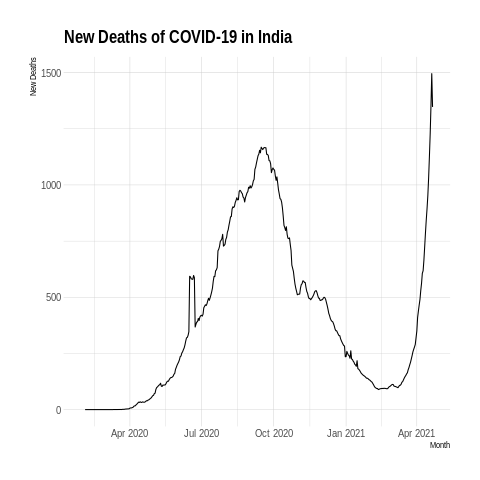 New Deaths of COVID-19 in India
New Deaths
1500
1000
500
0
Apr 2020 Jul 2020 Oct 2020 Jan 2021 Apr 2021
Month